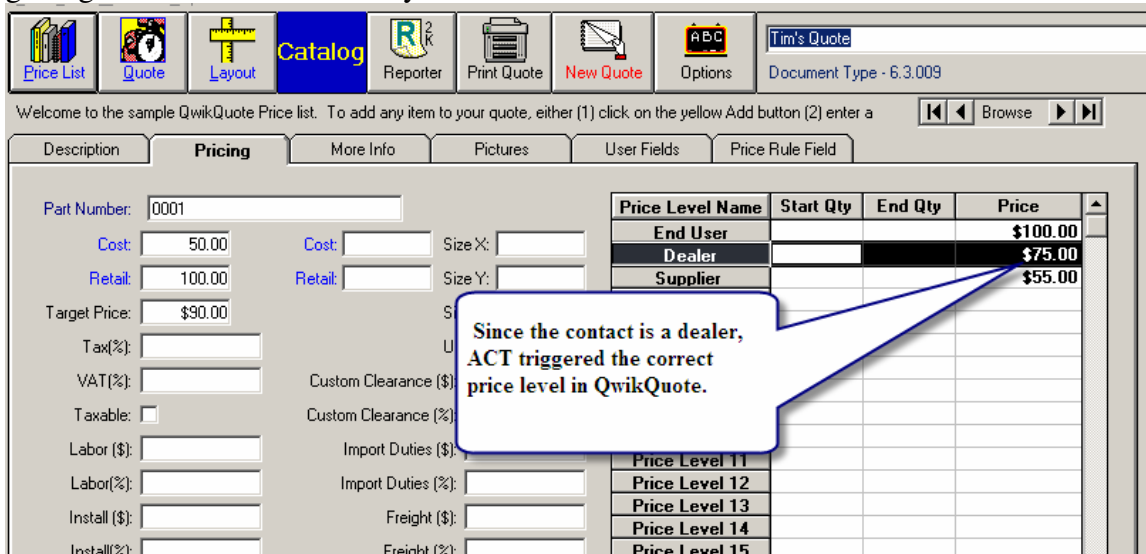 Price List Quote Layout Catalog Reporter Print Quote New Quote Options Tim's Quote
R 2 k ABC
Document Type - 6.3.009
Welcome to the sample QwikQuote Price list. To add any item to your quote, either (1) click on the yellow Add button (2) enter a Browse
Description Pricing More Info Pictures User Fields Price Rule Field
Part Number: 0001 Price Level Name Start Qty End Qty Price
Cost: 50.00 Cost: Size X: End User $100.00
Dealer $75.00
Retail: 100.00 Retail: Size Y: Supplier $55.00
Target Price: $90.00
Since the contact is a dealer,
ACT triggered the correct
price level in QwikQuote.
Tax(%): U
VAT(%): Custom Clearance ($):
Taxable: Custom Clearance (%):
Labor ($): Import Duties ($): Price Level 11
Labor(%): Import Duties (%): Price Level 12
Install ($): Freight ($): Price Level 13
Price Level 14
Install(%): Freight (%): Price Level 15